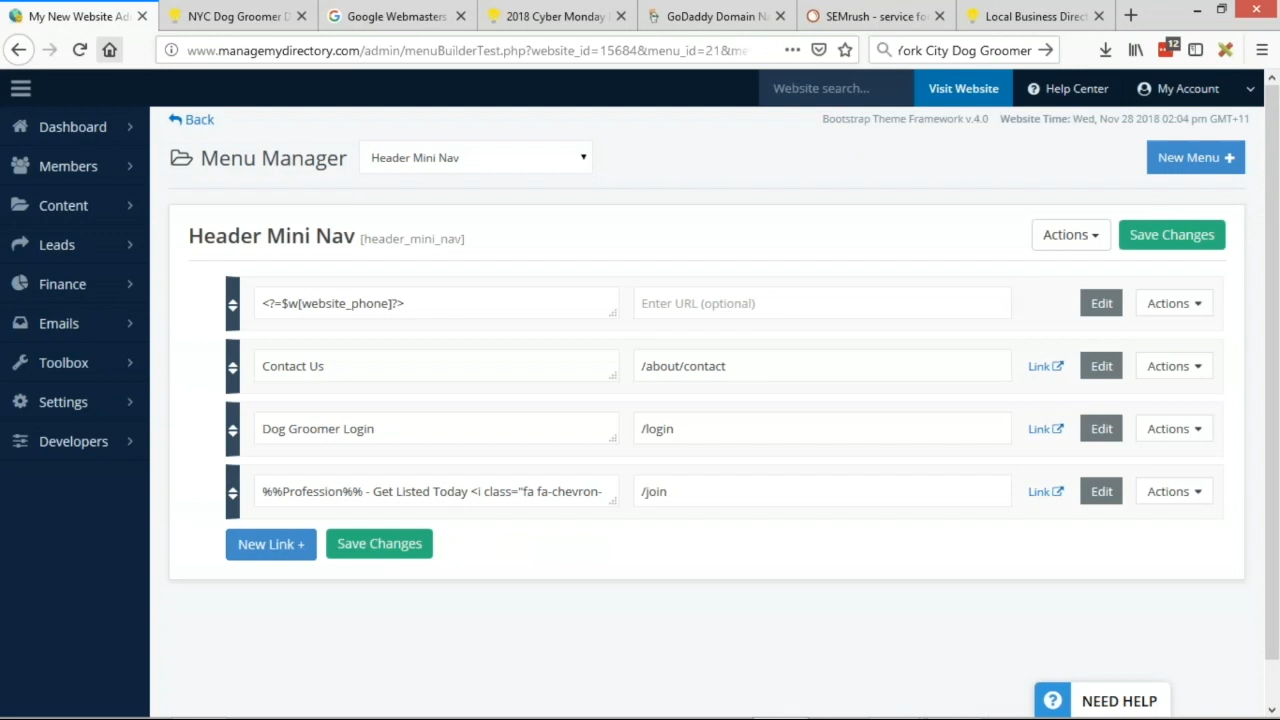 My New Website Ad
NYC Dog Groomer D
Google Webmasters
2018 Cyber Monday
GoDaddy Domain Na
SEMrush - service fo
Local Business Direc
www.managemydirectory.com/admin/menuBuilderTest.php?website_id=15684&menu_id=21&me
York City Dog Groomer
12
Website search...
Visit Website
Help Center
My Account
Dashboard
Members
Content
Leads
Finance
Emails
Toolbox
Settings
Developers
Back
Bootstrap Theme Framework v.4.0 Website Time: Wed, Nov 28 2018 02:04 pm GMT+11
Menu Manager
Header Mini Nav
New Menu +
Header Mini Nav [header_mini_nav]
Actions
Save Changes
<?=$w[website_phone]?>
Enter URL (optional)
Edit
Actions
Contact Us
/about/contact
Link
Edit
Actions
Dog Groomer Login
/login
Link
Edit
Actions
%%Profession%% - Get Listed Today <i class="fa fa-chevron-
/join
Link
Edit
Actions
New Link +
Save Changes
? NEED HELP